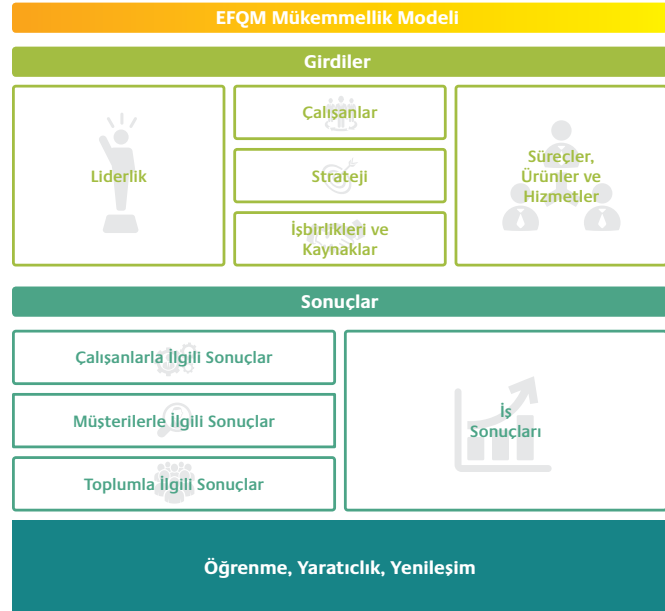 EFQM Mükemmellik Modeli
Girdiler
Liderlik
Çalışanlar
Strateji
İşbirlikleri ve
Kaynaklar
Süreçler,
Ürünler ve
Hizmetler
Sonuçlar
Çalışanlarla İlgili Sonuçlar
Müşterilerle İlgili Sonuçlar
Toplumla İlgili Sonuçlar
İş
Sonuçları
Öğrenme, Yaratıclık, Yenileşim